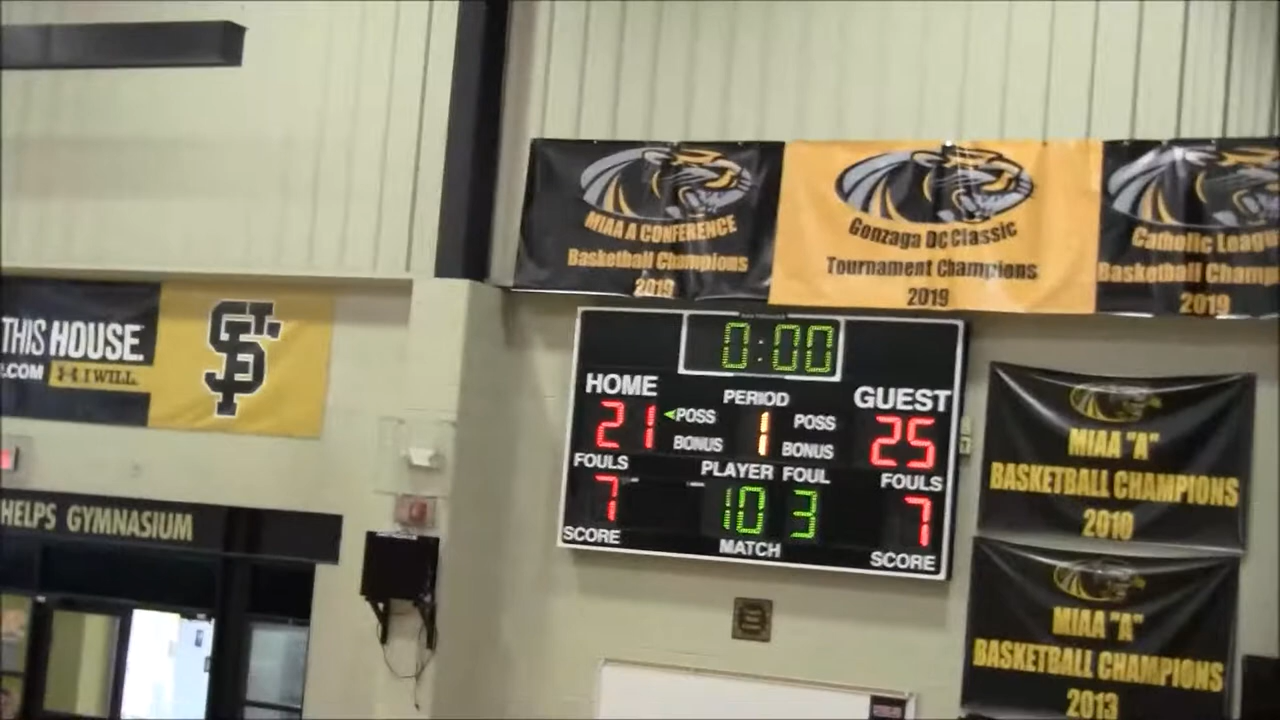 MIAA A CONFERENCE
Basketball Champions
2019
Gonzaga DC Classic
Tournament Champions
2019
Catholic Leagu
Basketball Champ
2019
THIS HOUSE.
.COM I WILL.
SF
HELPS GYMNASIUM
0:00
HOME
PERIOD
GUEST
21
POSS
1
POSS
25
BONUS
BONUS
FOULS
PLAYER FOUL
FOULS
7
10 3
7
SCORE
MATCH
SCORE
MIAA "A"
BASKETBALL CHAMPIONS
2010
MIAA "A"
BASKETBALL CHAMPIONS
2013